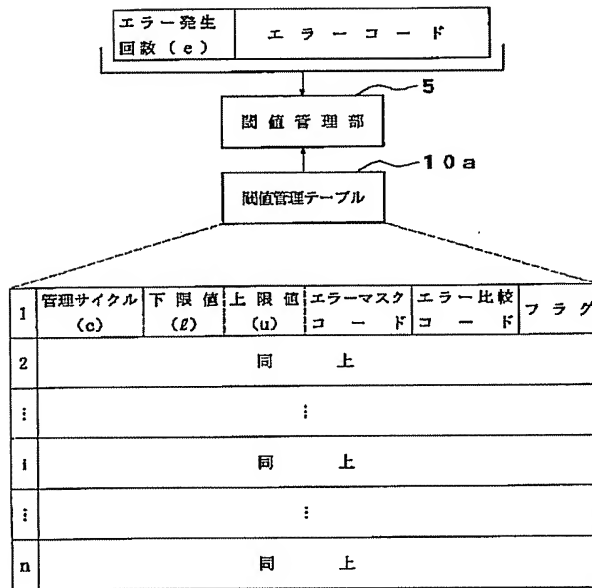 エラー発生
回数(e)
エラーコード
5
閾値管理部
10a
閾値管理テーブル
1
管理サイクル
(c)
下限値
(ℓ)
上限値
(u)
エラーマスク
コード
エラー比較
コード
フラグ
2
同上
⋮
⋮
i
同上
⋮
⋮
n
同上